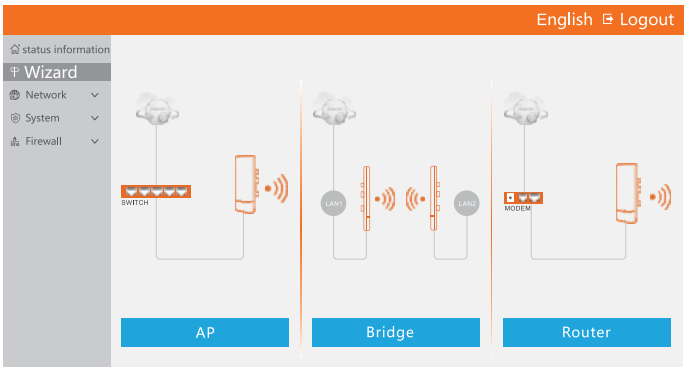 English Logout
status information
Wizard
Network
System
Firewall
SWITCH
LAN1
LAN2
MODEM
AP
Bridge
Router